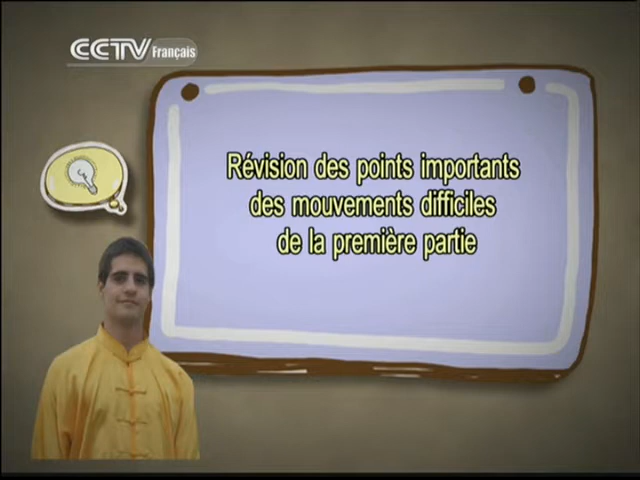 CCTV Français
Révision des points importants
des mouvements difficiles
de la première partie